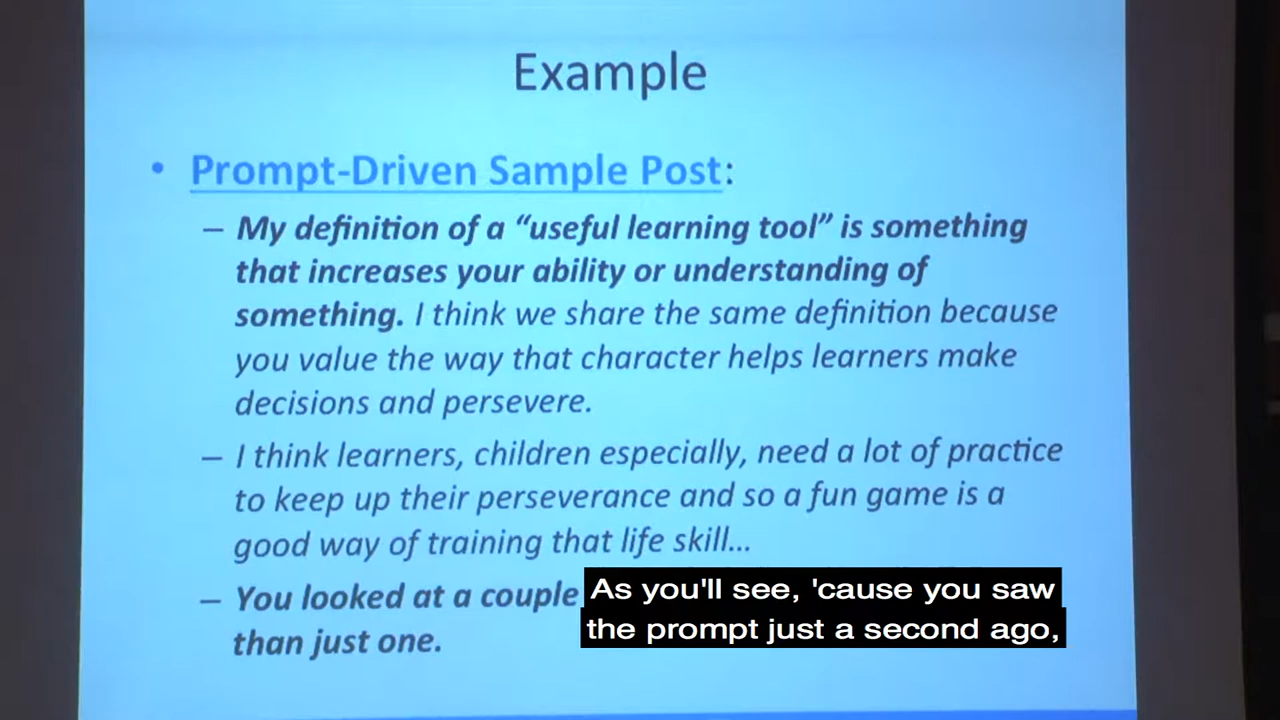 Example
• Prompt-Driven Sample Post:
– My definition of a “useful learning tool” is something
that increases your ability or understanding of
something. I think we share the same definition because
you value the way that character helps learners make
decisions and persevere.
– I think learners, children especially, need a lot of practice
to keep up their perseverance and so a fun game is a
good way of training that life skill...
– You looked at a couple
than just one.
As you'll see, 'cause you saw
the prompt just a second ago,